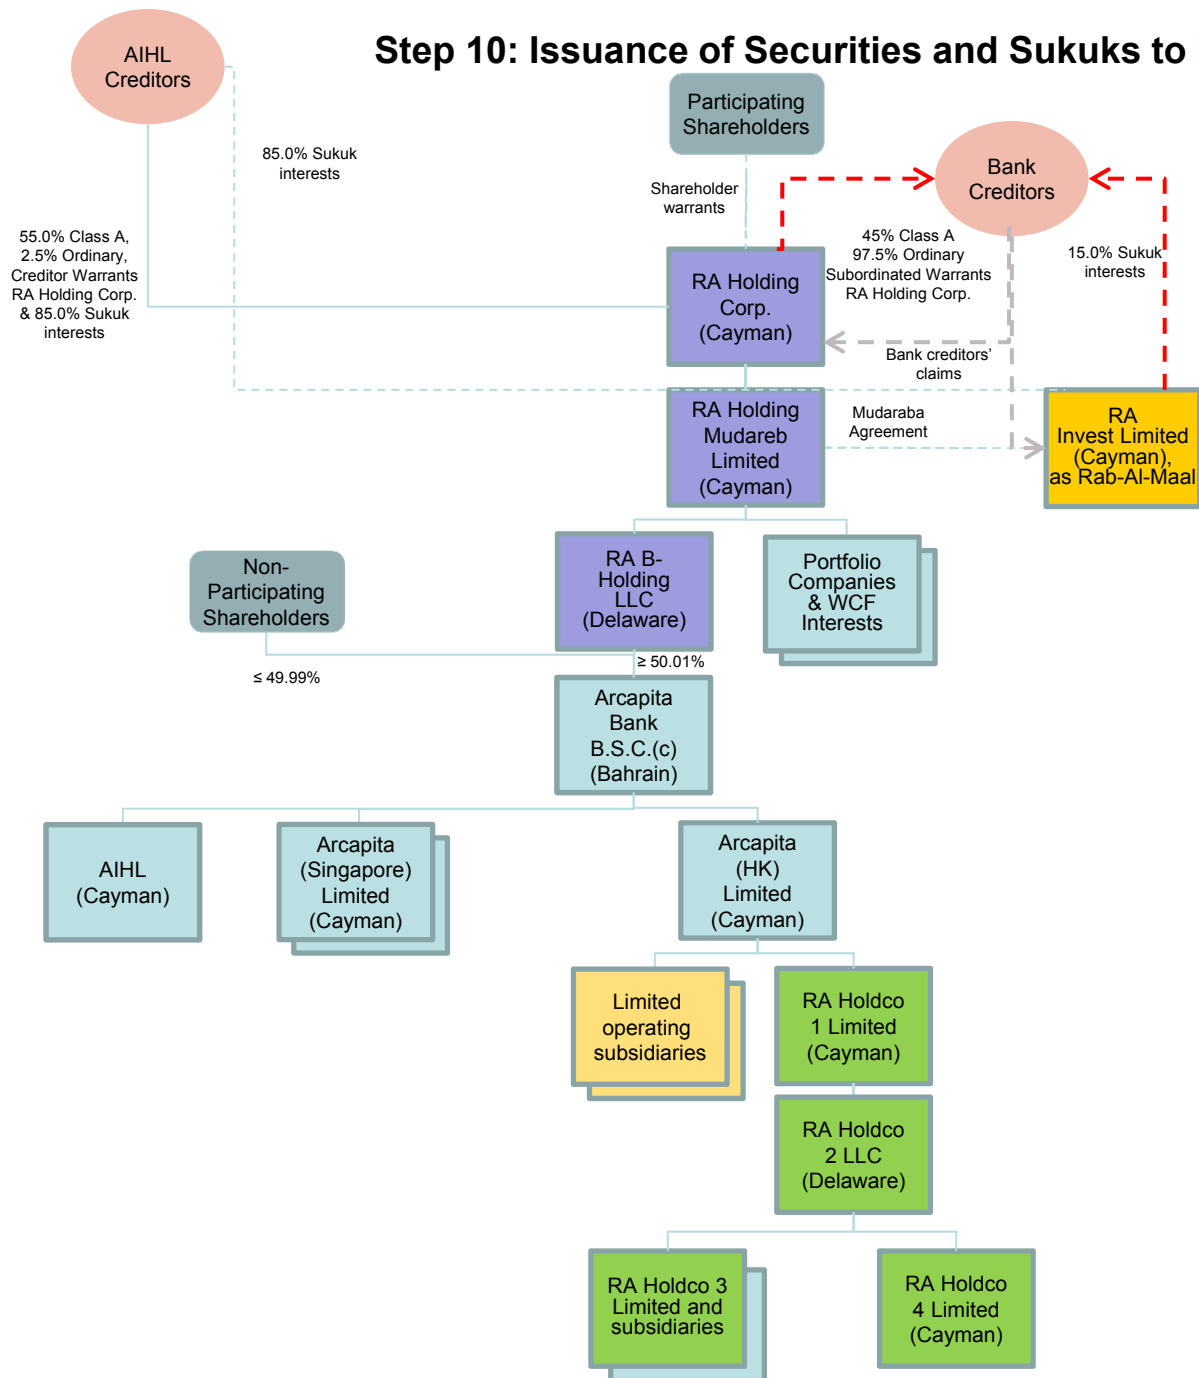 Step 10: Issuance of Securities and Sukuks to
AIHL
Creditors
Participating
Shareholders
Bank
Creditors
85.0% Sukuk
interests
Shareholder
warrants
55.0% Class A,
2.5% Ordinary,
Creditor Warrants
RA Holding Corp.
& 85.0% Sukuk
interests
45% Class A
97.5% Ordinary
Subordinated Warrants
RA Holding Corp.
15.0% Sukuk
interests
RA Holding
Corp.
(Cayman)
Bank creditors’
claims
RA Holding
Mudareb
Limited
(Cayman)
Mudaraba
Agreement
RA
Invest Limited
(Cayman),
as Rab-Al-Maal
Non-
Participating
Shareholders
RA B-
Holding
LLC
(Delaware)
Portfolio
Companies
& WCF
Interests
≤ 49.99%
≥ 50.01%
Arcapita
Bank
B.S.C.(c)
(Bahrain)
AIHL
(Cayman)
Arcapita
(Singapore)
Limited
(Cayman)
Arcapita
(HK)
Limited
(Cayman)
Limited
operating
subsidiaries
RA Holdco
1 Limited
(Cayman)
RA Holdco
2 LLC
(Delaware)
RA Holdco 3
Limited and
subsidiaries
RA Holdco
4 Limited
(Cayman)